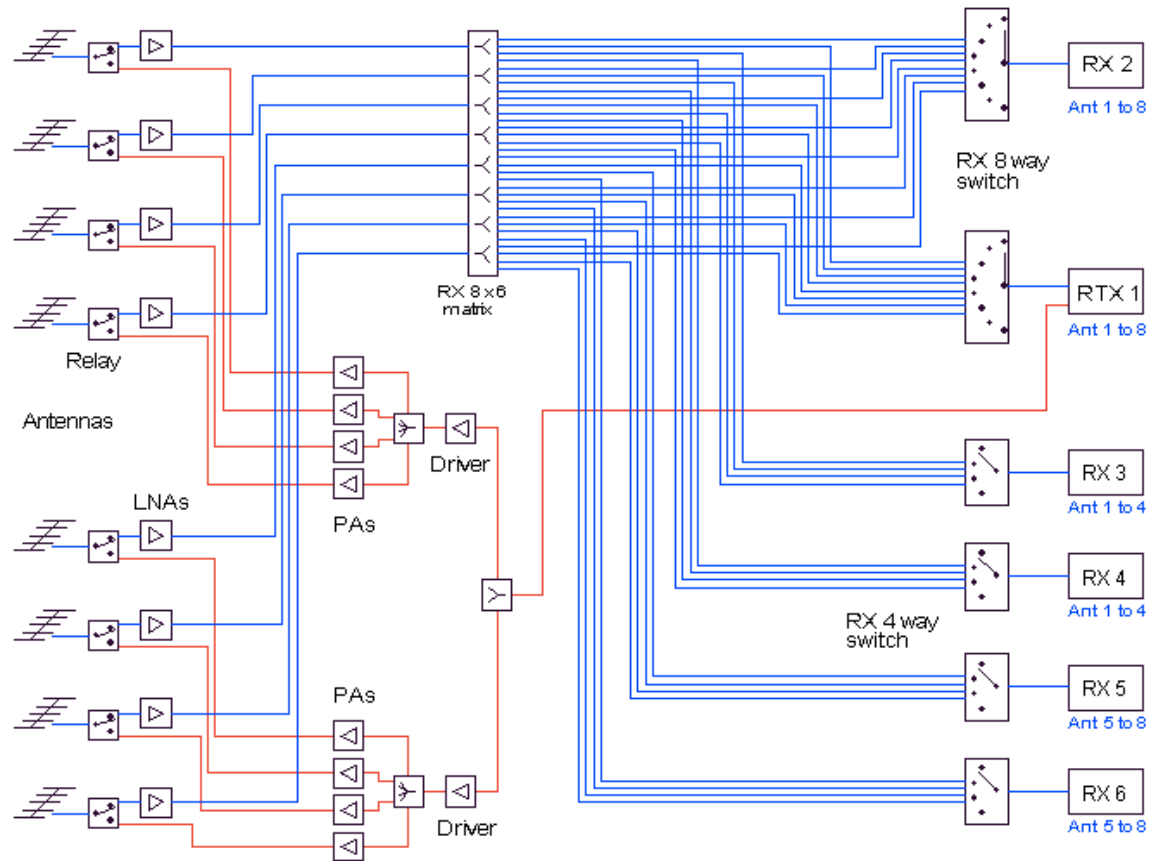 RX 2
Ant 1 to 8
RX 8 way
switch
RX 8 x 6
matrix
RTX 1
Ant 1 to 8
Relay
Antennas
Driver
RX 3
Ant 1 to 4
LNAs
PAs
RX 4
Ant 1 to 4
RX 4 way
switch
PAs
RX 5
Ant 5 to 8
Driver
RX 6
Ant 5 to 8